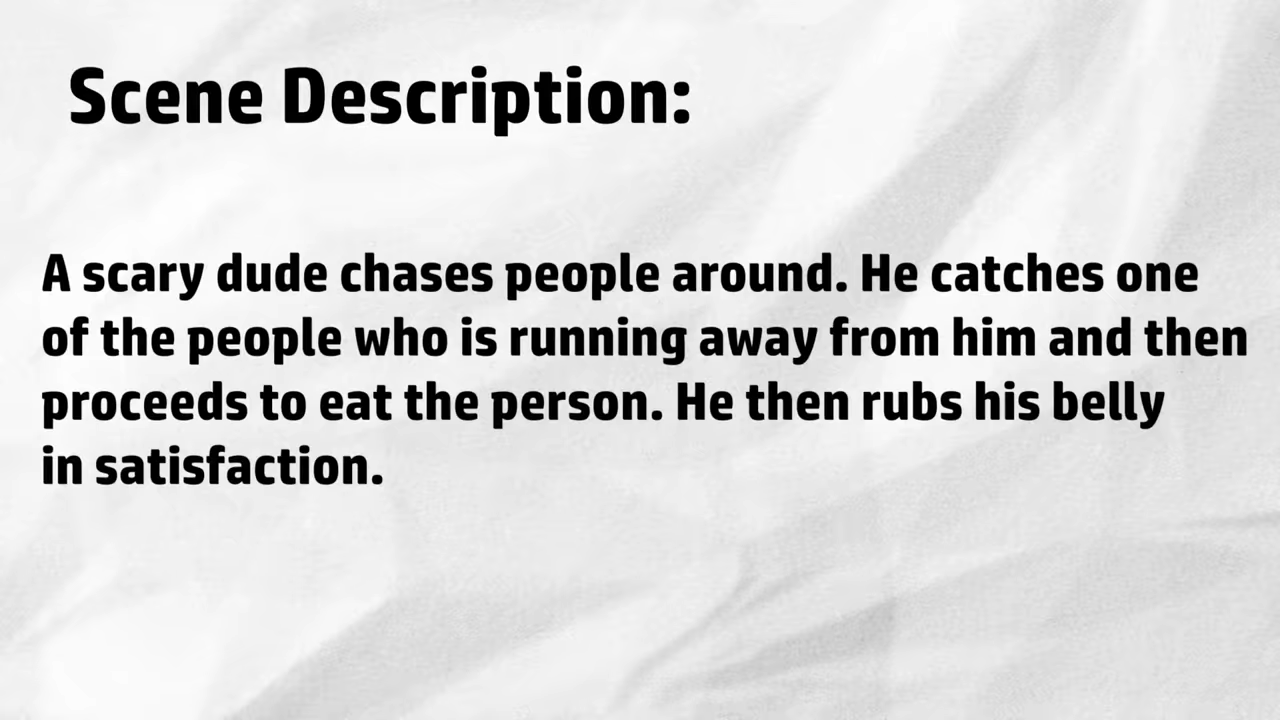 Scene Description:
A scary dude chases people around. He catches one
of the people who is running away from him and then
proceeds to eat the person. He then rubs his belly
in satisfaction.